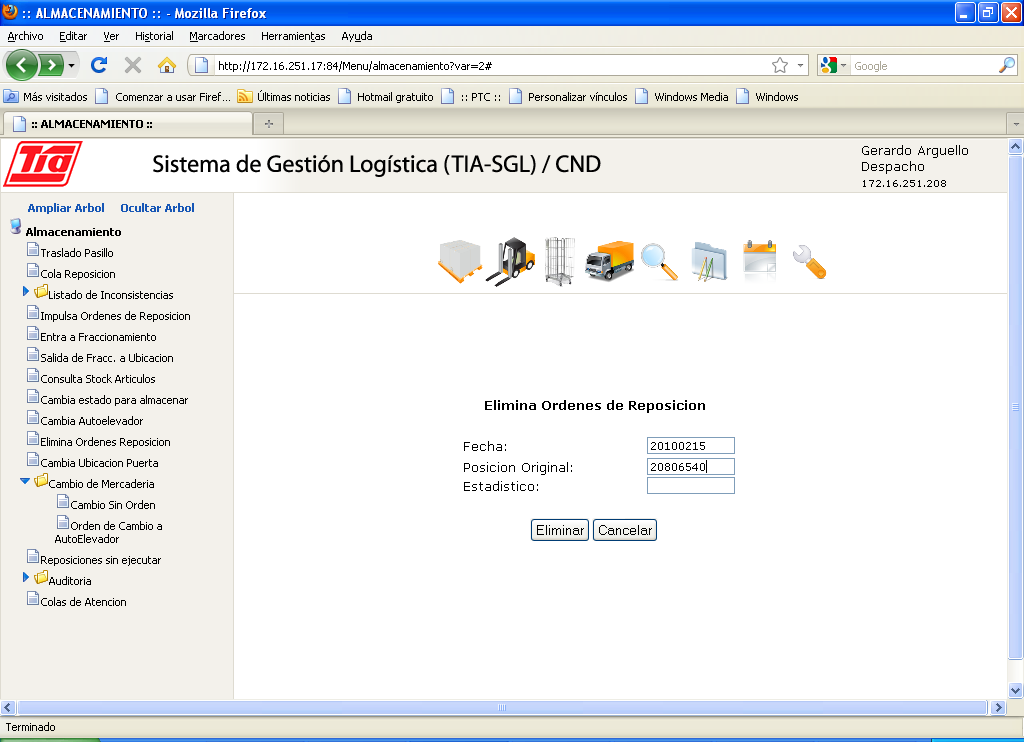 :: ALMACENAMIENTO :: - Mozilla Firefox
Archivo Editar Ver Historial Marcadores Herramientas Ayuda
http://172.16.251.17:84/Menu/almacenamiento?var=2#
Google
Más visitados Comenzar a usar Firef... Últimas noticias Hotmail gratuito :: PTC :: Personalizar vínculos Windows Media Windows
:: ALMACENAMIENTO ::
Tia
Sistema de Gestión Logística (TIA-SGL) / CND
Gerardo Arguello
Despacho
172.16.251.208
Ampliar Arbol Ocultar Arbol
Almacenamiento
Traslado Pasillo
Cola Reposicion
Listado de Inconsistencias
Impulsa Ordenes de Reposicion
Entra a Fraccionamiento
Salida de Fracc. a Ubicacion
Consulta Stock Articulos
Cambia estado para almacenar
Cambia Autoelevador
Elimina Ordenes Reposicion
Cambia Ubicacion Puerta
Cambio de Mercaderia
Cambio Sin Orden
Orden de Cambio a
AutoElevador
Reposiciones sin ejecutar
Auditoria
Colas de Atencion
Elimina Ordenes de Reposicion
Fecha: 20100215
Posicion Original: 20806540
Estadistico:
Eliminar Cancelar
Terminado